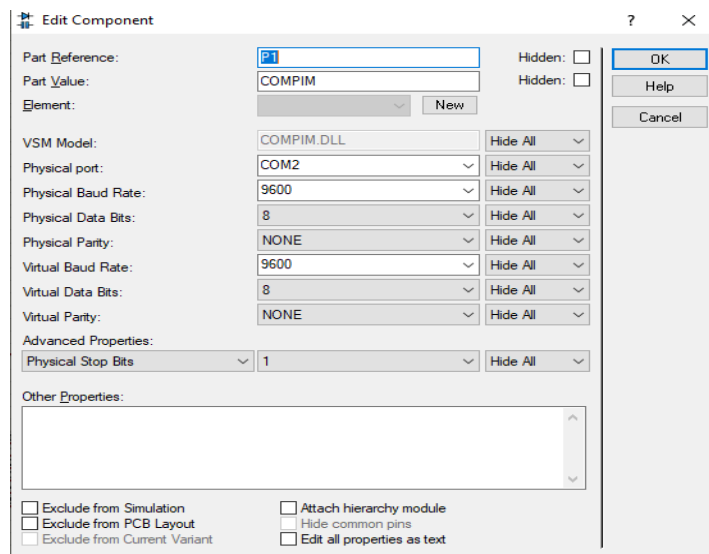 Edit Component ? ×
Part Reference: P1 Hidden: OK
Part Value: COMPIM Hidden: Help
Element: New Cancel
VSM Model: COMPIM.DLL Hide All
Physical port: COM2 Hide All
Physical Baud Rate: 9600 Hide All
Physical Data Bits: 8 Hide All
Physical Parity: NONE Hide All
Virtual Baud Rate: 9600 Hide All
Virtual Data Bits: 8 Hide All
Virtual Parity: NONE Hide All
Advanced Properties:
Physical Stop Bits 1 Hide All
Other Properties:
Exclude from Simulation Attach hierarchy module
Exclude from PCB Layout Hide common pins
Exclude from Current Variant Edit all properties as text